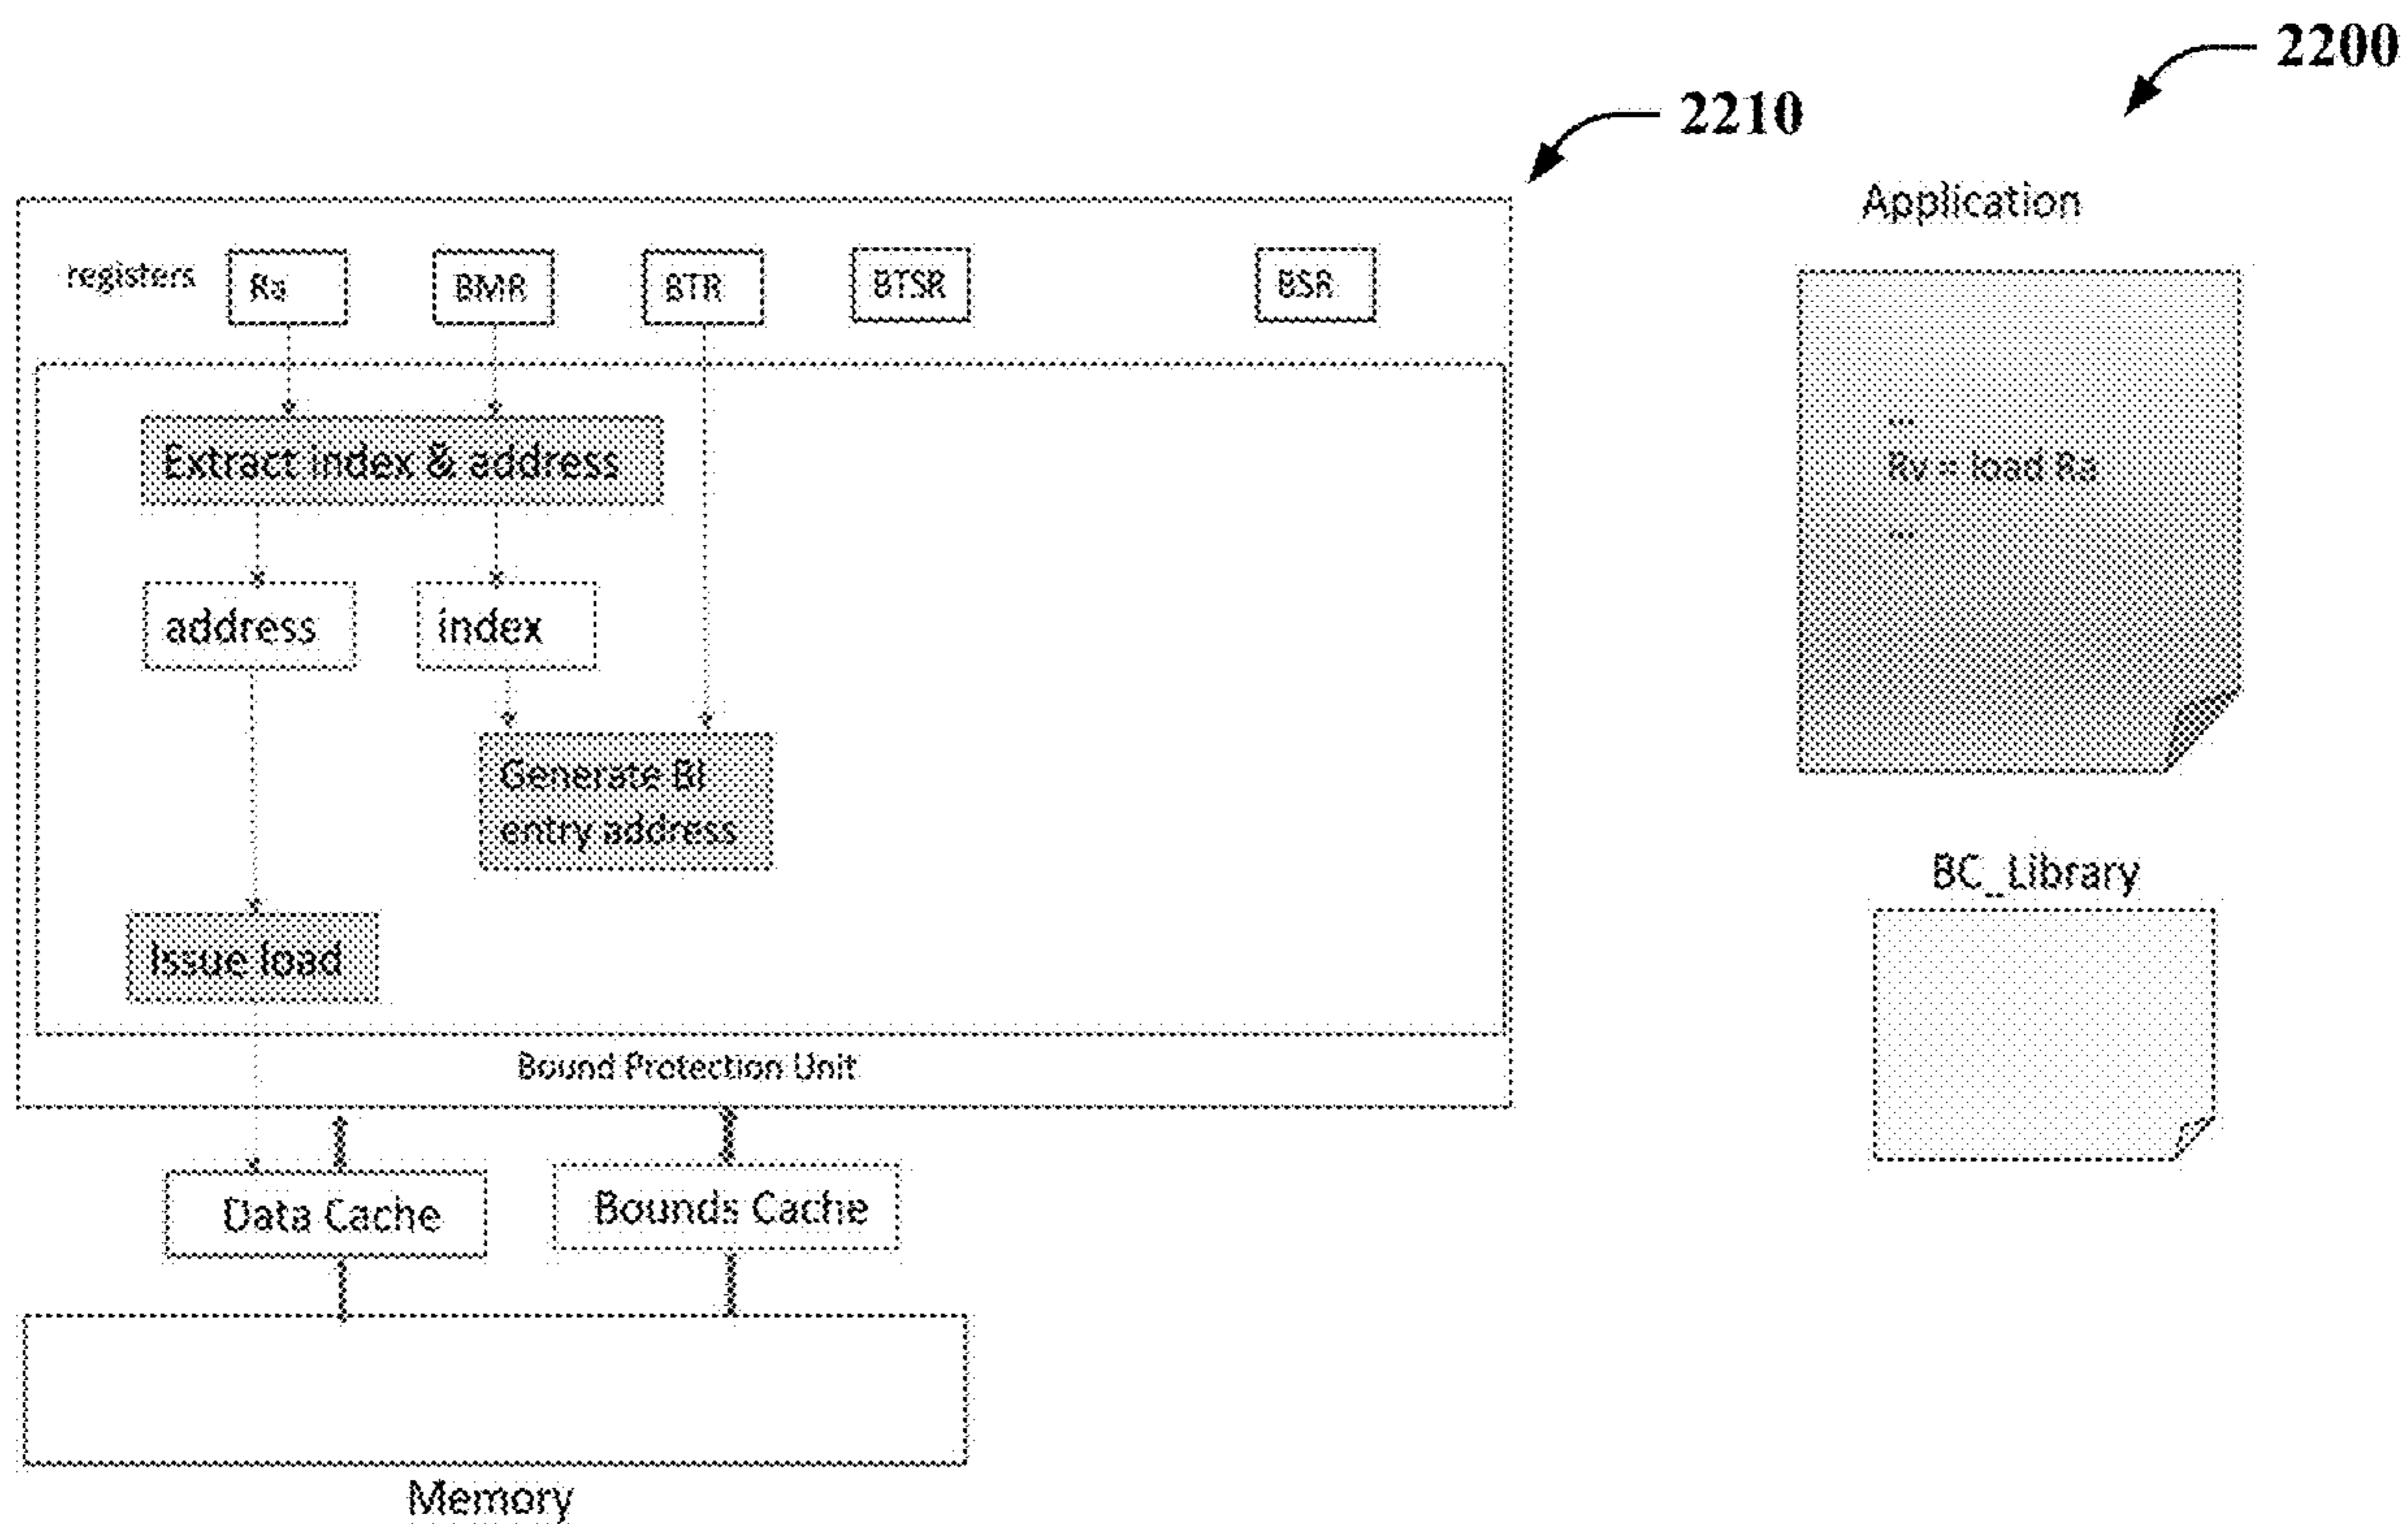 2200
2210
Application
registers
Ra
BMR
BTR
BTSR
BSR
Extract index & address
...
Rv = load Ra
...
address
index
Generate BI
entry address
BC_Library
Issue load
Bound Protection Unit
Data Cache
Bounds Cache
Memory